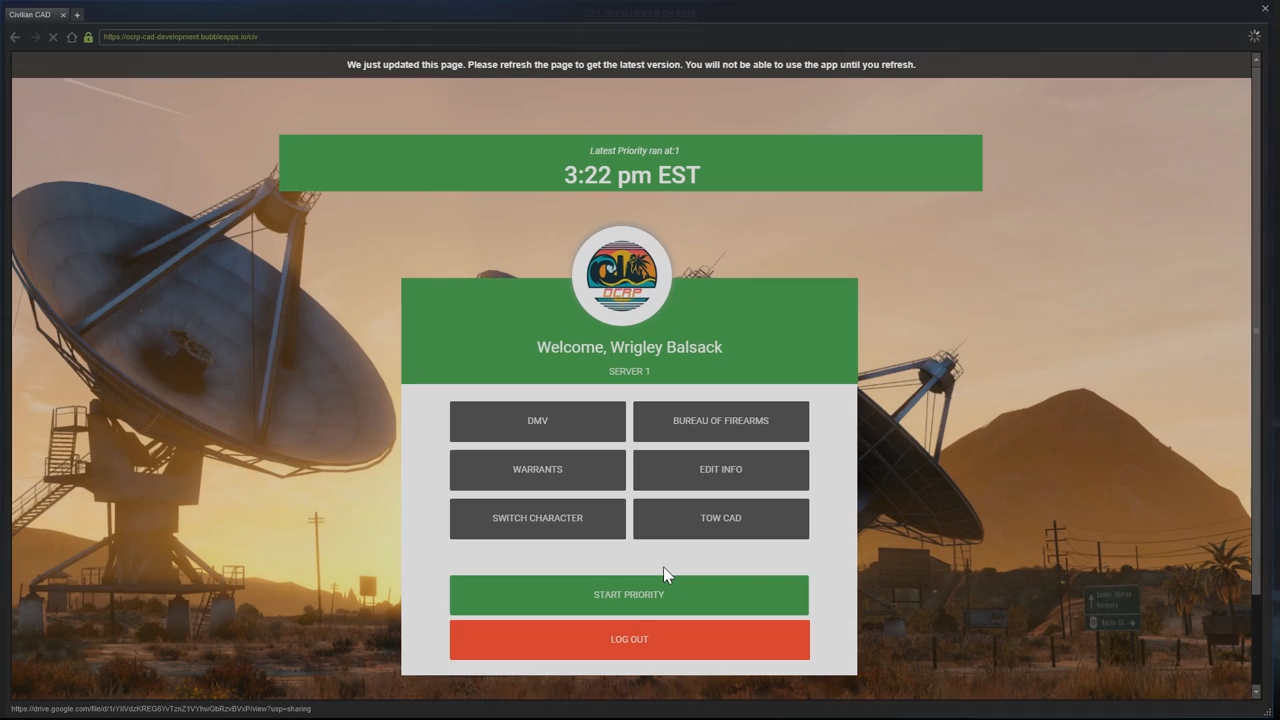 Civilian CAD
https://ocrp-cad-development.bubbleapps.io/civ
We just updated this page. Please refresh the page to get the latest version. You will not be able to use the app until you refresh.
Latest Priority ran at:1
3:22 pm EST
OCRP
Welcome, Wrigley Balsack
SERVER 1
DMV
BUREAU OF FIREARMS
WARRANTS
EDIT INFO
SWITCH CHARACTER
TOW CAD
START PRIORITY
LOG OUT
Route 13